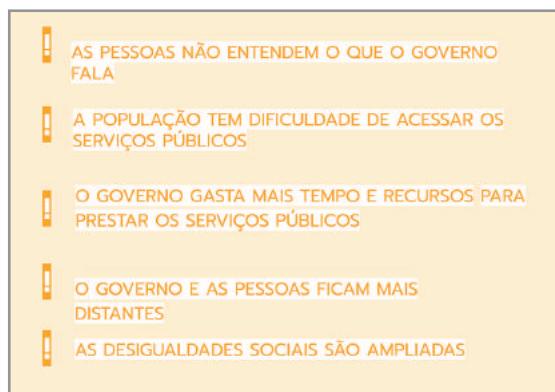 ! AS PESSOAS NÃO ENTENDEM O QUE O GOVERNO
FALA
! A POPULAÇÃO TEM DIFICULDADE DE ACESSAR OS
SERVIÇOS PÚBLICOS
! O GOVERNO GASTA MAIS TEMPO E RECURSOS PARA
PRESTAR OS SERVIÇOS PÚBLICOS
! O GOVERNO E AS PESSOAS FICAM MAIS
DISTANTES
! AS DESIGUALDADES SOCIAIS SÃO AMPLIADAS